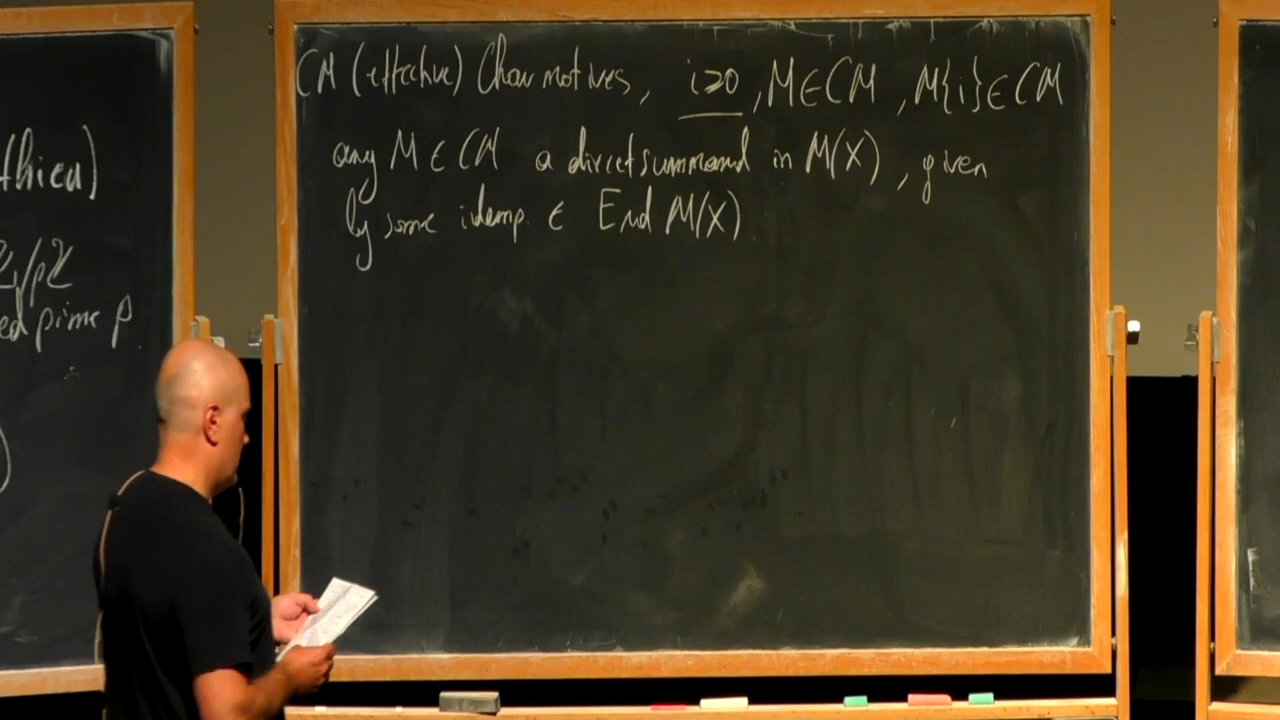 thieu)
Z/pZ
ed prime p
CM (effective) Chow motives, i≥0, M∈CM, M{i}∈CM
any M∈CM a direct summand in M(X), given
by some idemp. ∈ End M(X)